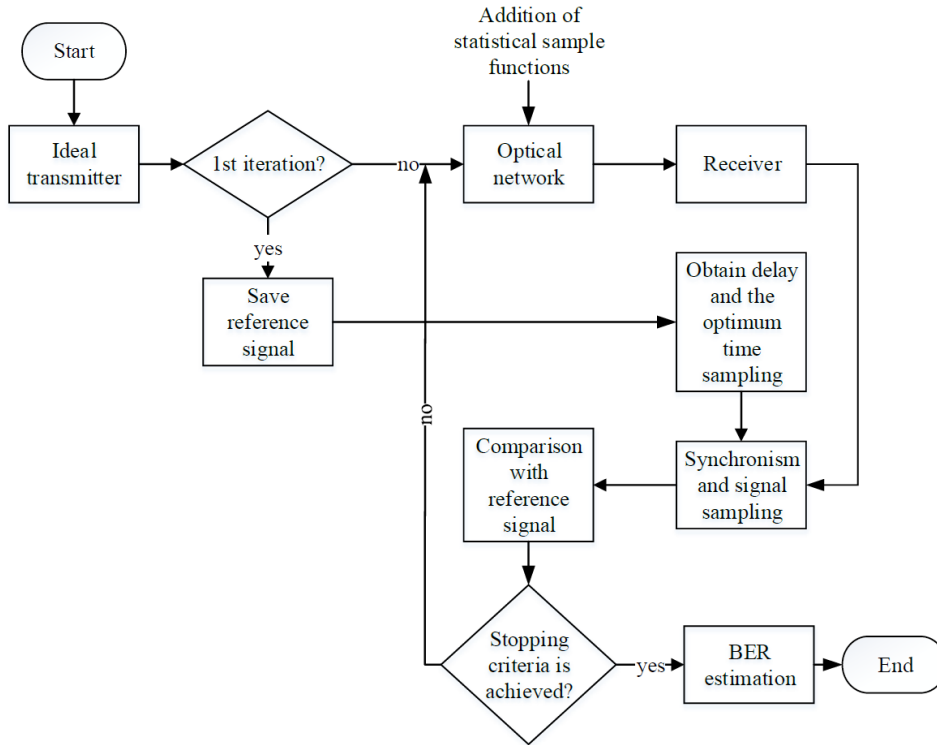 Addition of
statistical sample
functions
Start
Ideal
transmitter
1st iteration?
no
Optical
network
Receiver
yes
Save
reference
signal
Obtain delay
and the
optimum
time
sampling
no
Comparison
with
reference
signal
Synchronism
and signal
sampling
Stopping
criteria is
achieved?
yes
BER
estimation
End